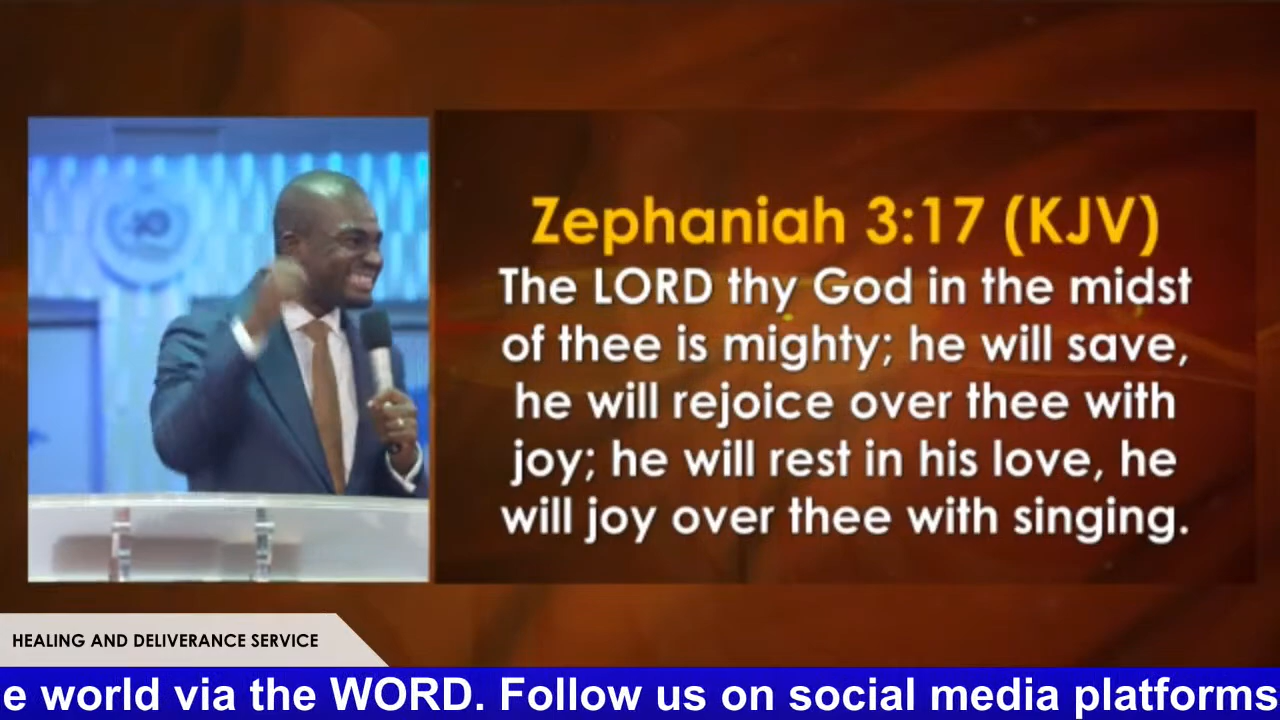 Zephaniah 3:17 (KJV)
The LORD thy God in the midst
of thee is mighty; he will save,
he will rejoice over thee with
joy; he will rest in his love, he
will joy over thee with singing.
HEALING AND DELIVERANCE SERVICE
e world via the WORD. Follow us on social media platforms